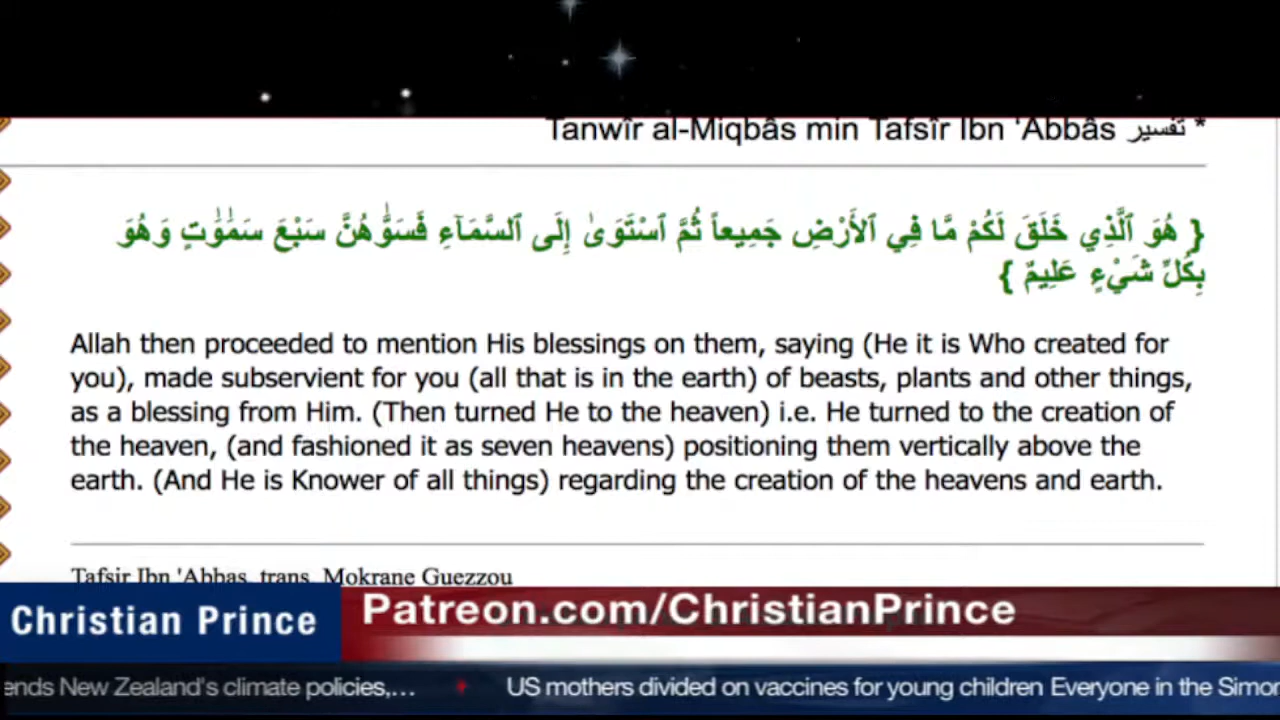 * تفسير Tanwîr al-Miqbâs min Tafsîr Ibn ‘Abbâs
{ هُوَ ٱلَّذِي خَلَقَ لَكُمْ مَّا فِي ٱلأَرْضِ جَمِيعاً ثُمَّ ٱسْتَوَىٰ إِلَى ٱلسَّمَآءِ فَسَوَّٰهُنَّ سَبْعَ سَمَٰوَٰتٍ وَهُوَ
بِكُلِّ شَيْءٍ عَلِيمٌ }
Allah then proceeded to mention His blessings on them, saying (He it is Who created for
you), made subservient for you (all that is in the earth) of beasts, plants and other things,
as a blessing from Him. (Then turned He to the heaven) i.e. He turned to the creation of
the heaven, (and fashioned it as seven heavens) positioning them vertically above the
earth. (And He is Knower of all things) regarding the creation of the heavens and earth.
Tafsir Ibn 'Abbas, trans. Mokrane Guezzou
Christian Prince
Patreon.com/ChristianPrince
ends New Zealand's climate policies,... US mothers divided on vaccines for young children Everyone in the Simor